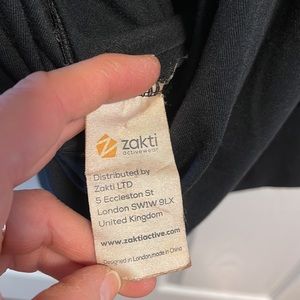 zakti
activewear
Distributed by
Zakti LTD
5 Eccleston St
London SW1W 9LX
United Kingdom
www.zaktiactive.com
Designed in London, made in China